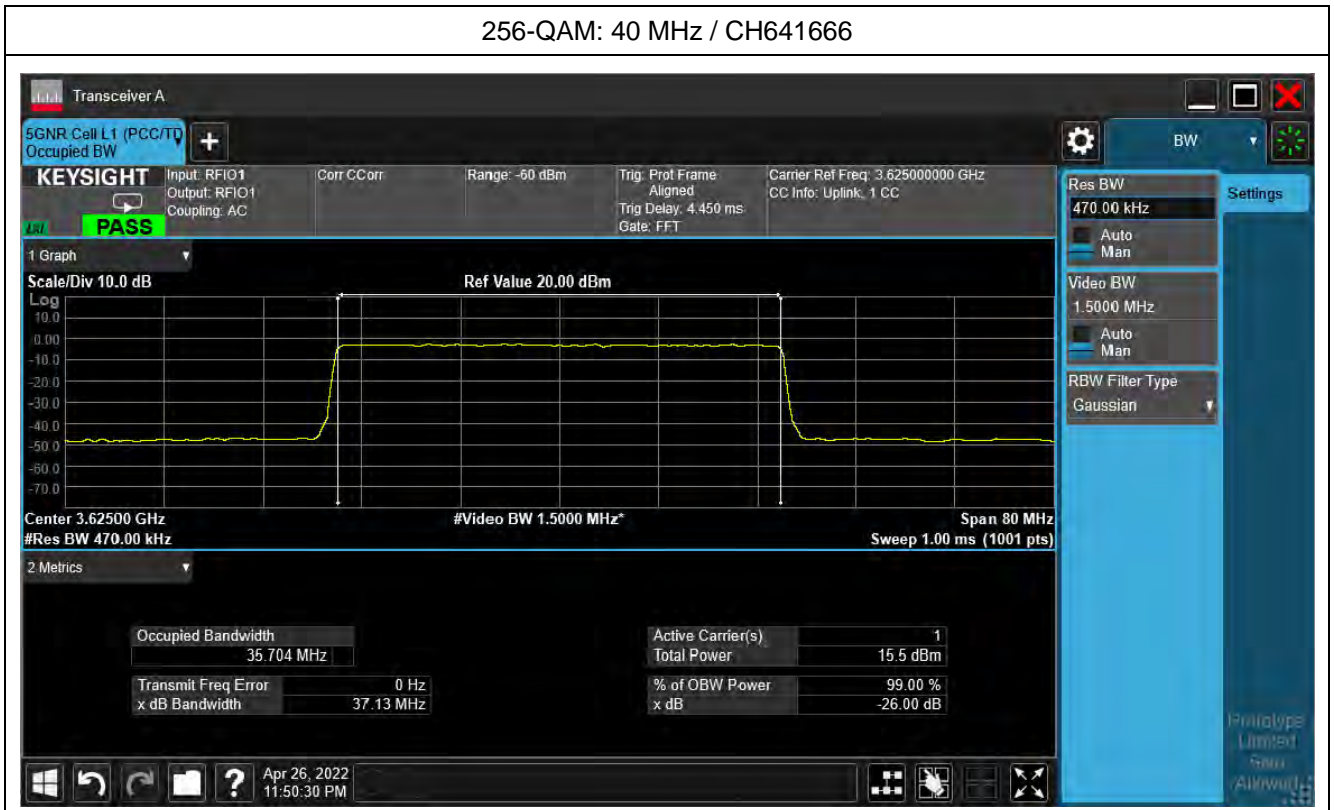 256-QAM: 40 MHz / CH641666
Transceiver A
5GNR Cell L1 (PCC/TD
Occupied BW
+
BW
KEYSIGHT
PASS
Input: RFIO1
Output: RFIO1
Coupling: AC
Corr CCorr
Range: -60 dBm
Trig: Prot Frame
Aligned
Trig Delay: 4.450 ms
Gate: FFT
Carrier Ref Freq: 3.625000000 GHz
CC Info: Uplink, 1 CC
Res BW
470.00 kHz
Auto
Man
Settings
Video BW
1.5000 MHz
Auto
Man
RBW Filter Type
Gaussian
1 Graph
Scale/Div 10.0 dB
Ref Value 20.00 dBm
Log
10.0
0.00
-10.0
-20.0
-30.0
-40.0
-50.0
-60.0
-70.0
Center 3.62500 GHz
#Video BW 1.5000 MHz*
Span 80 MHz
#Res BW 470.00 kHz
Sweep 1.00 ms (1001 pts)
2 Metrics
Occupied Bandwidth
35.704 MHz
Transmit Freq Error 0 Hz
x dB Bandwidth 37.13 MHz
Active Carrier(s) 1
Total Power 15.5 dBm
% of OBW Power 99.00 %
x dB -26.00 dB
Prototype
Limited
?
Apr 26, 2022
11:50:30 PM